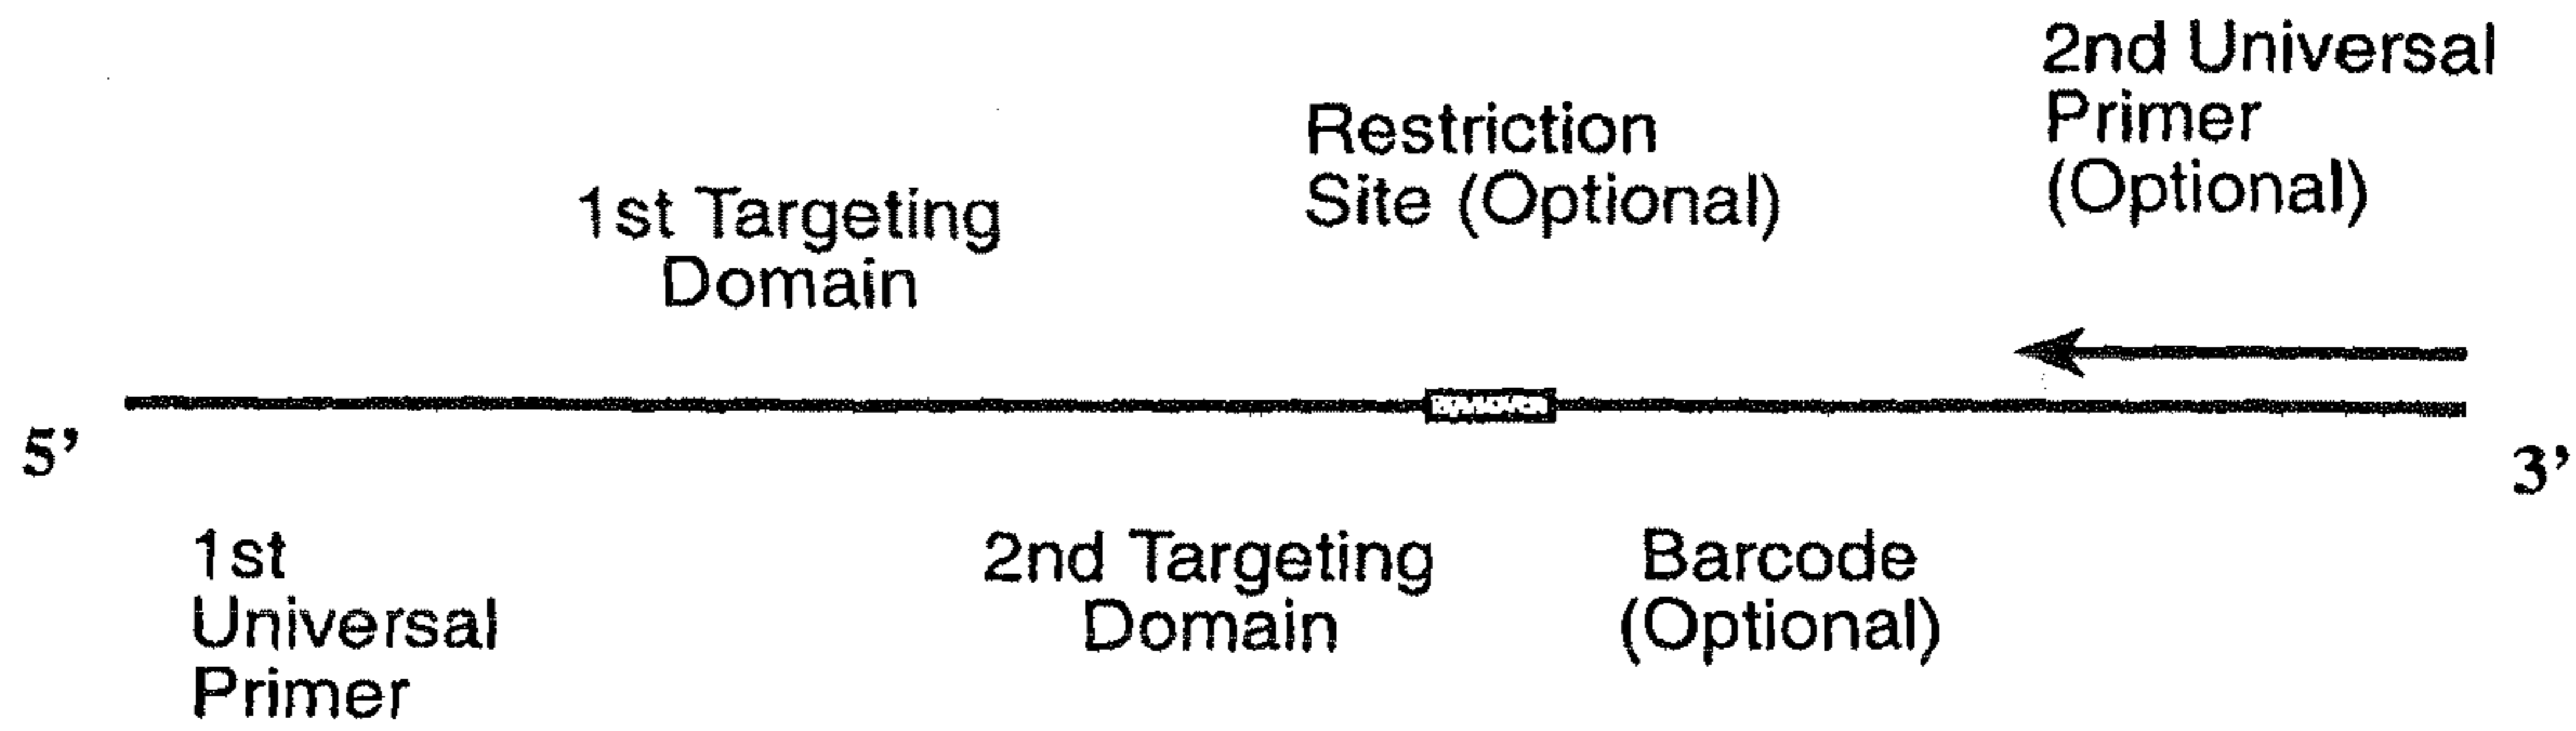 2nd Universal
Primer
(Optional)
Restriction
Site (Optional)
1st Targeting
Domain
5’
3’
1st
Universal
Primer
2nd Targeting
Domain
Barcode
(Optional)